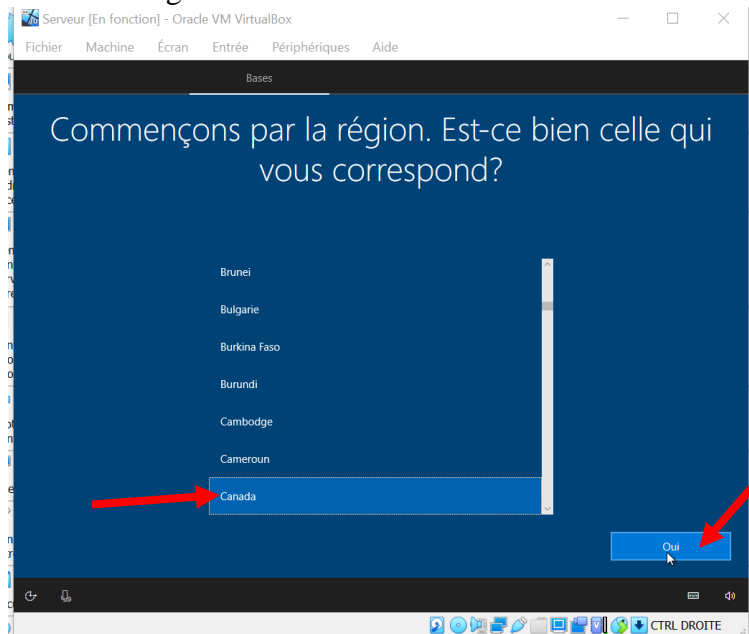 Serveur [En fonction] - Oracle VM VirtualBox
Fichier Machine Écran Entrée Périphériques Aide
Bases
Commençons par la région. Est-ce bien celle qui
vous correspond?
Brunei
Bulgarie
Burkina Faso
Burundi
Cambodge
Cameroun
Canada
Oui
CTRL DROITE